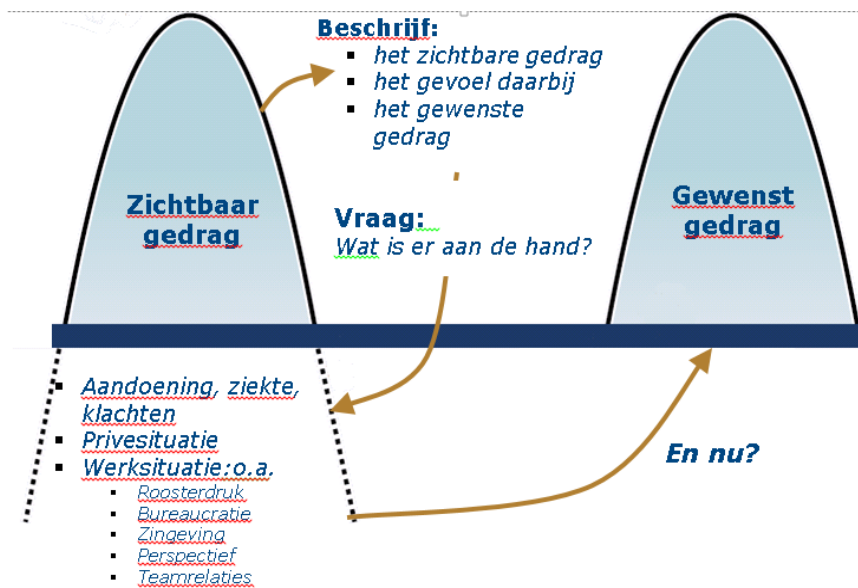 Beschrijf:
▪ het zichtbare gedrag
▪ het gevoel daarbij
▪ het gewenste
gedrag
Zichtbaar
gedrag
Vraag:
Wat is er aan de hand?
Gewenst
gedrag
▪ Aandoening, ziekte,
klachten
▪ Privesituatie
▪ Werksituatie:o.a.
▪ Roosterdruk
▪ Bureaucratie
▪ Zingeving
▪ Perspectief
▪ Teamrelaties
En nu?